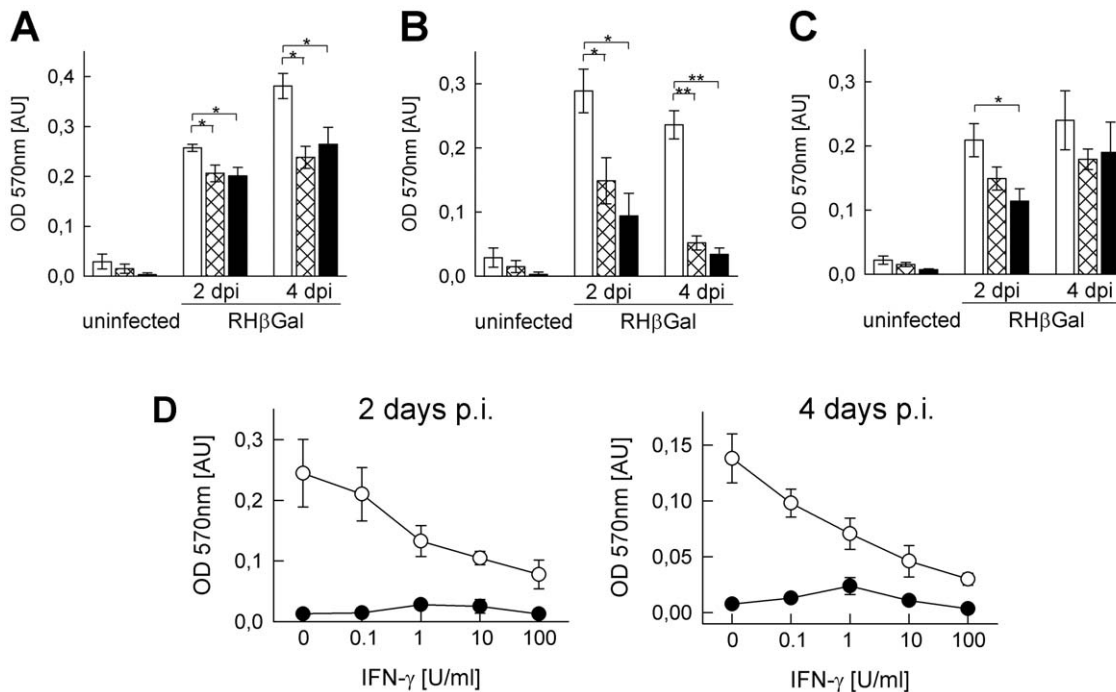 A
OD 570nm [AU]
0,4
0,3
0,2
0,1
0,0
* * * *
2 dpi 4 dpi
uninfected RHβGal
B
OD 570nm [AU]
0,3
0,2
0,1
0,0
* * ** **
2 dpi 4 dpi
uninfected RHβGal
C
OD 570nm [AU]
0,3
0,2
0,1
0,0
*
2 dpi 4 dpi
uninfected RHβGal
D
2 days p.i.
OD 570nm [AU]
0,3
0,2
0,1
0,0
0 0.1 1 10 100
IFN-γ [U/ml]
4 days p.i.
OD 570nm [AU]
0,15
0,10
0,05
0,00
0 0.1 1 10 100
IFN-γ [U/ml]